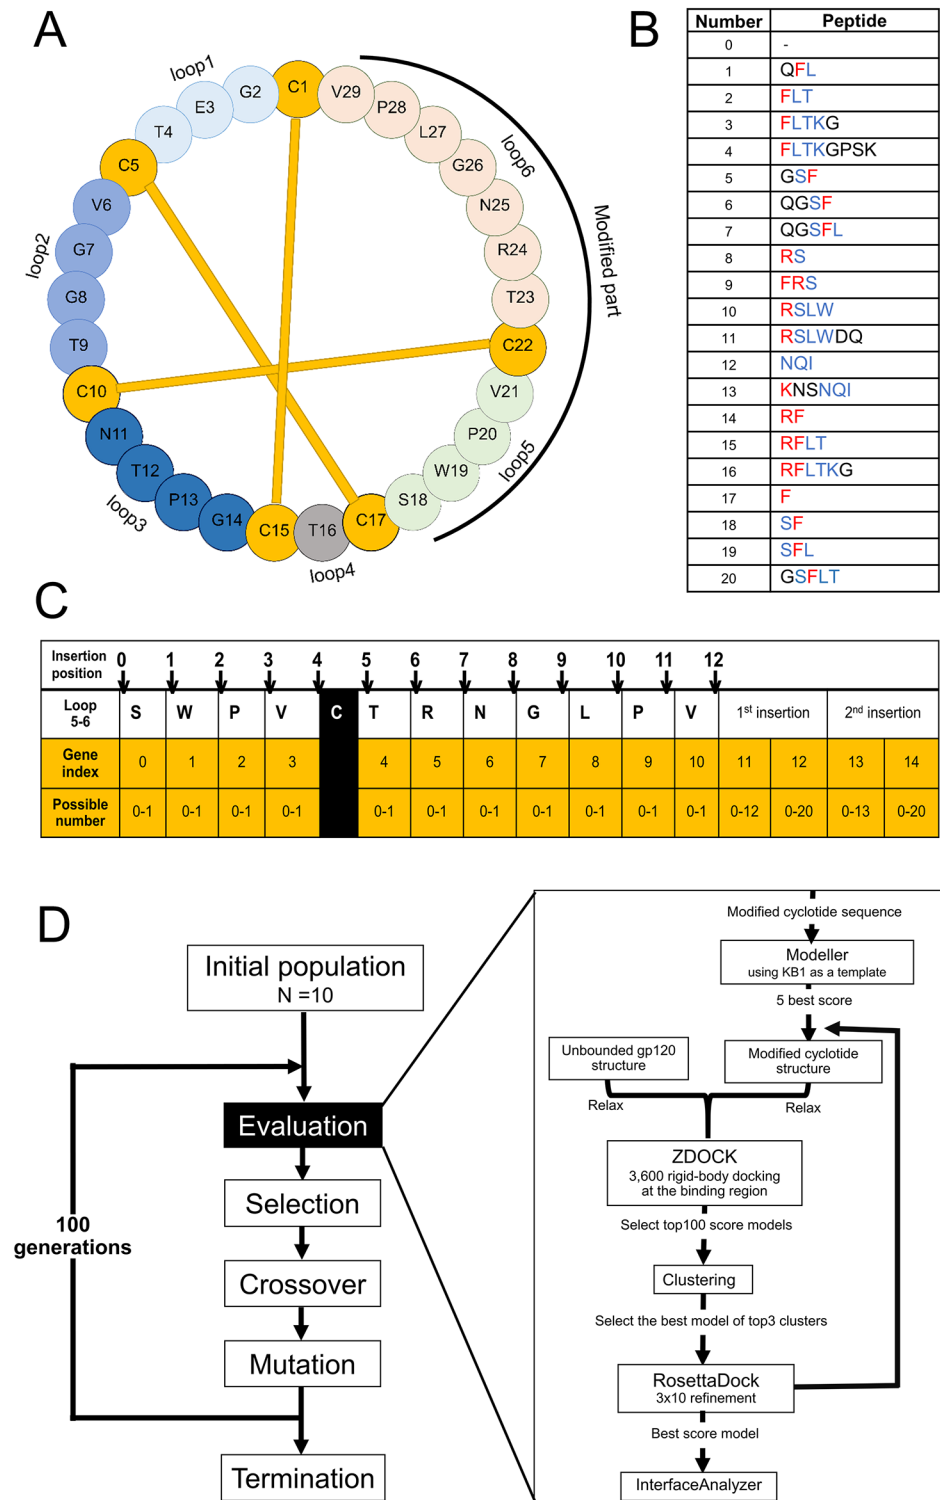 A
loop1
G2
C1
V29
E3
P28
T4
L27
loop6
C5
G26
V6
N25
Modified part
loop2
G7
R24
G8
T23
T9
C22
C10
V21
N11
P20
loop5
T12
W19
loop3
P13
S18
G14
C15
T16
C17
loop4
B
Number Peptide
0 -
1 QFL
2 FLT
3 FLTKG
4 FLTKGPSK
5 GSF
6 QGSF
7 QGSFL
8 RS
9 FRS
10 RSLW
11 RSLWDQ
12 NQI
13 KNSNQI
14 RF
15 RFLT
16 RFLTKG
17 F
18 SF
19 SFL
20 GSFLT
C
Insertion position 0 1 2 3 4 5 6 7 8 9 10 11 12
Loop 5-6 S W P V C T R N G L P V 1st insertion 2nd insertion
Gene index 0 1 2 3 4 5 6 7 8 9 10 11 12 13 14
Possible number 0-1 0-1 0-1 0-1 0-1 0-1 0-1 0-1 0-1 0-1 0-1 0-12 0-20 0-13 0-20
D
Initial population
N =10
Evaluation
Selection
100
generations
Crossover
Mutation
Termination
Modified cyclotide sequence
Modeller
using KB1 as a template
5 best score
Unbounded gp120
structure
Modified cyclotide
structure
Relax
Relax
ZDOCK
3,600 rigid-body docking
at the binding region
Select top100 score models
Clustering
Select the best model of top3 clusters
RosettaDock
3x10 refinement
Best score model
InterfaceAnalyzer